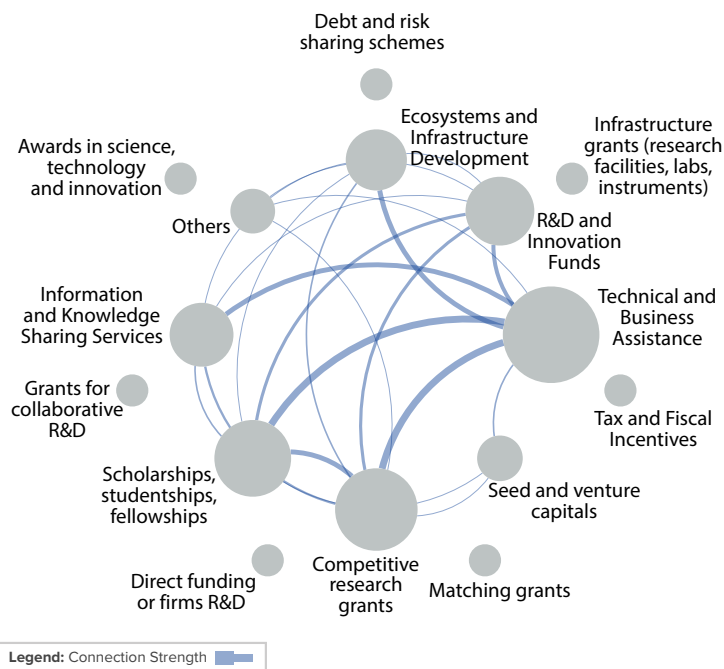 Debt and risk
sharing schemes
Ecosystems and
Infrastructure
Development
Infrastructure
grants (research
facilities, labs,
instruments)
Awards in science,
technology
and innovation
Others
R&D and
Innovation
Funds
Information
and Knowledge
Sharing Services
Technical and
Business
Assistance
Grants for
collaborative
R&D
Tax and Fiscal
Incentives
Scholarships,
studentships,
fellowships
Seed and venture
capitals
Direct funding
or firms R&D
Competitive
research
grants
Matching grants
Legend: Connection Strength